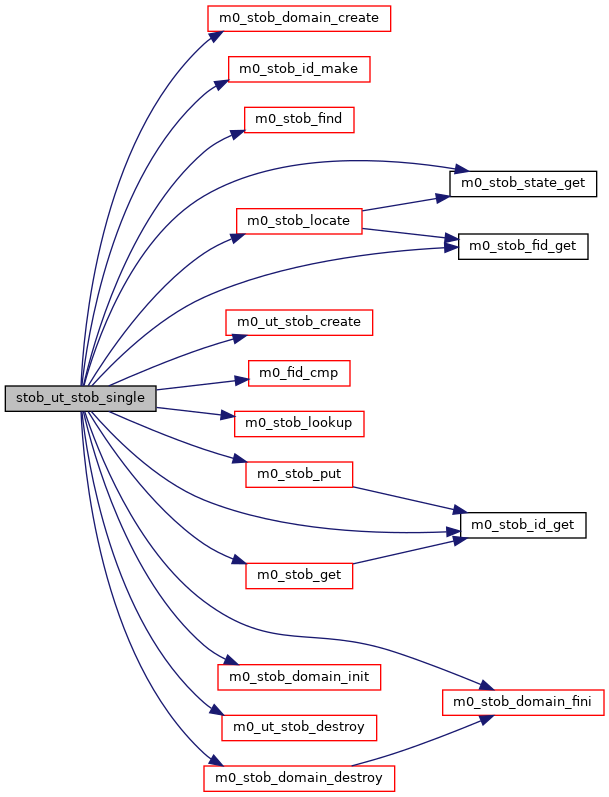 m0_stob_domain_create
m0_stob_id_make
m0_stob_find
m0_stob_state_get
m0_stob_locate
m0_stob_fid_get
m0_ut_stob_create
m0_fid_cmp
stob_ut_stob_single
m0_stob_lookup
m0_stob_put
m0_stob_id_get
m0_stob_get
m0_stob_domain_init
m0_stob_domain_fini
m0_ut_stob_destroy
m0_stob_domain_destroy